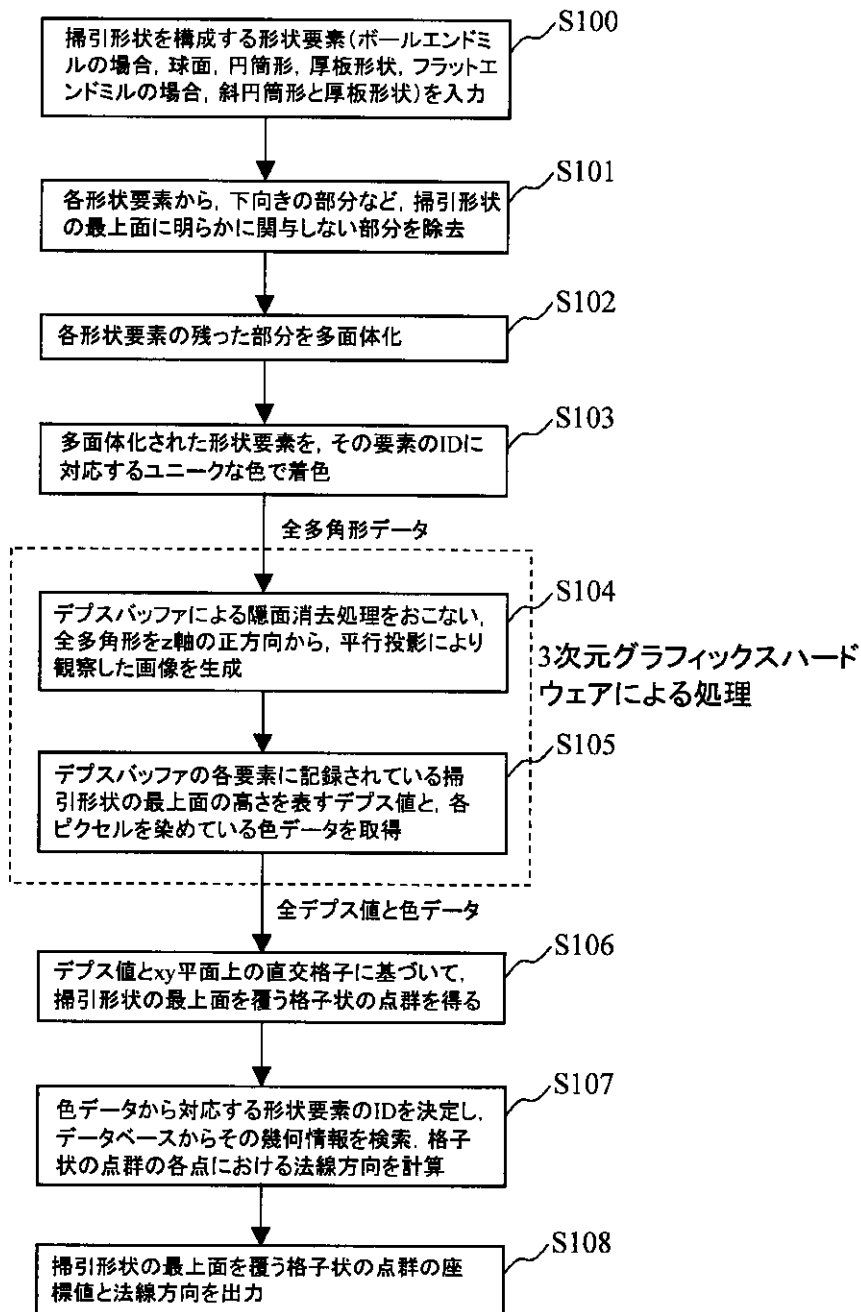 S100
掃引形状を構成する形状要素(ボールエンドミ
ルの場合, 球面, 円筒形, 厚板形状, フラットエ
ンドミルの場合, 斜円筒形と厚板形状)を入力
S101
各形状要素から, 下向きの部分など, 掃引形状
の最上面に明らかに関与しない部分を除去
S102
各形状要素の残った部分を多面体化
S103
多面体化された形状要素を, その要素のIDに
対応するユニークな色で着色
全多角形データ
S104
デプスバッファによる隠面消去処理をおこない,
全多角形をz軸の正方向から, 平行投影により
観察した画像を生成
3次元グラフィックスハード
ウェアによる処理
S105
デプスバッファの各要素に記録されている掃
引形状の最上面の高さを表すデプス値と, 各
ピクセルを染めている色データを取得
全デプス値と色データ
S106
デプス値とxy平面上の直交格子に基づいて,
掃引形状の最上面を覆う格子状の点群を得る
S107
色データから対応する形状要素のIDを決定し,
データベースからその幾何情報を検索. 格子
状の点群の各点における法線方向を計算
S108
掃引形状の最上面を覆う格子状の点群の座
標値と法線方向を出力